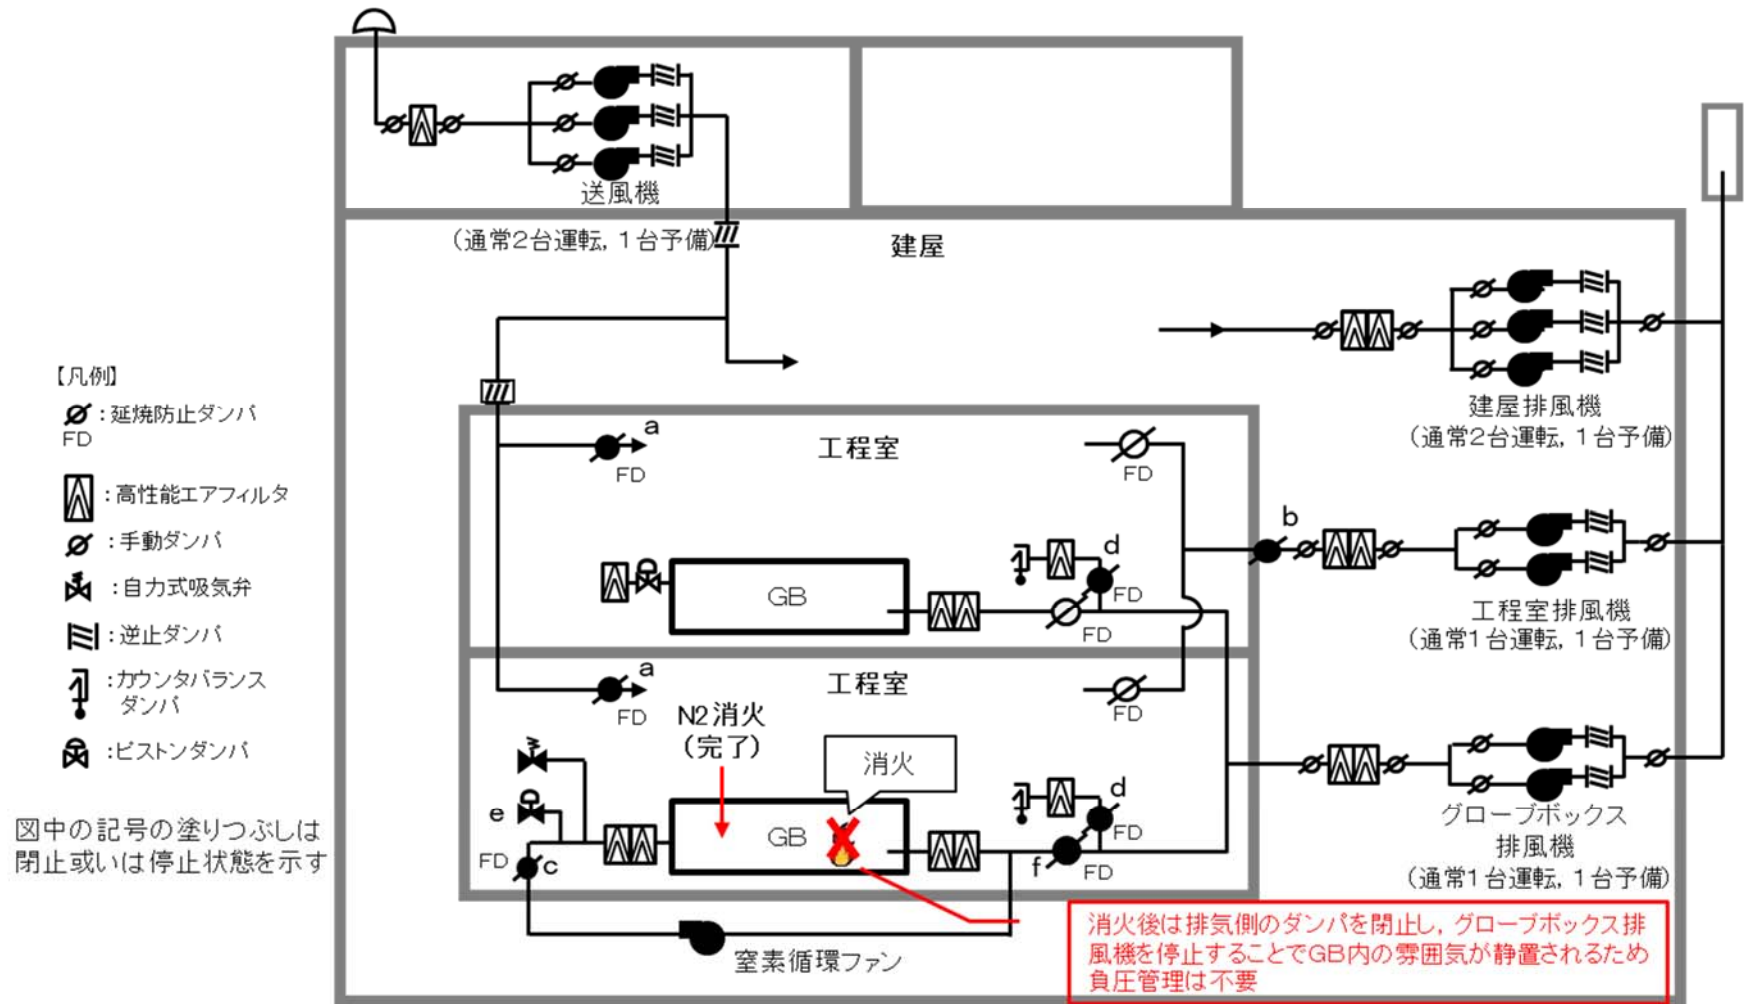 送風機
(通常2台運転，1台予備)
建屋
建屋排風機
(通常2台運転，1台予備)
【凡例】
：延焼防止ダンパ
FD
：高性能エアフィルタ
：手動ダンパ
：自力式吸気弁
：逆止ダンパ
：カウンタバランス
ダンパ
：ピストンダンパ
図中の記号の塗りつぶしは
閉止或いは停止状態を示す
a
FD
工程室
FD
b
d
FD
GB
FD
工程室排風機
(通常1台運転，1台予備)
a
FD
工程室
FD
N2消火
(完了)
消火
e
GB
d
FD
FD
c
f
FD
グローブボックス
排風機
(通常1台運転，1台予備)
窒素循環ファン
消火後は排気側のダンパを閉止し，グローブボックス排
風機を停止することでGB内の雰囲気が静置されるため
負圧管理は不要